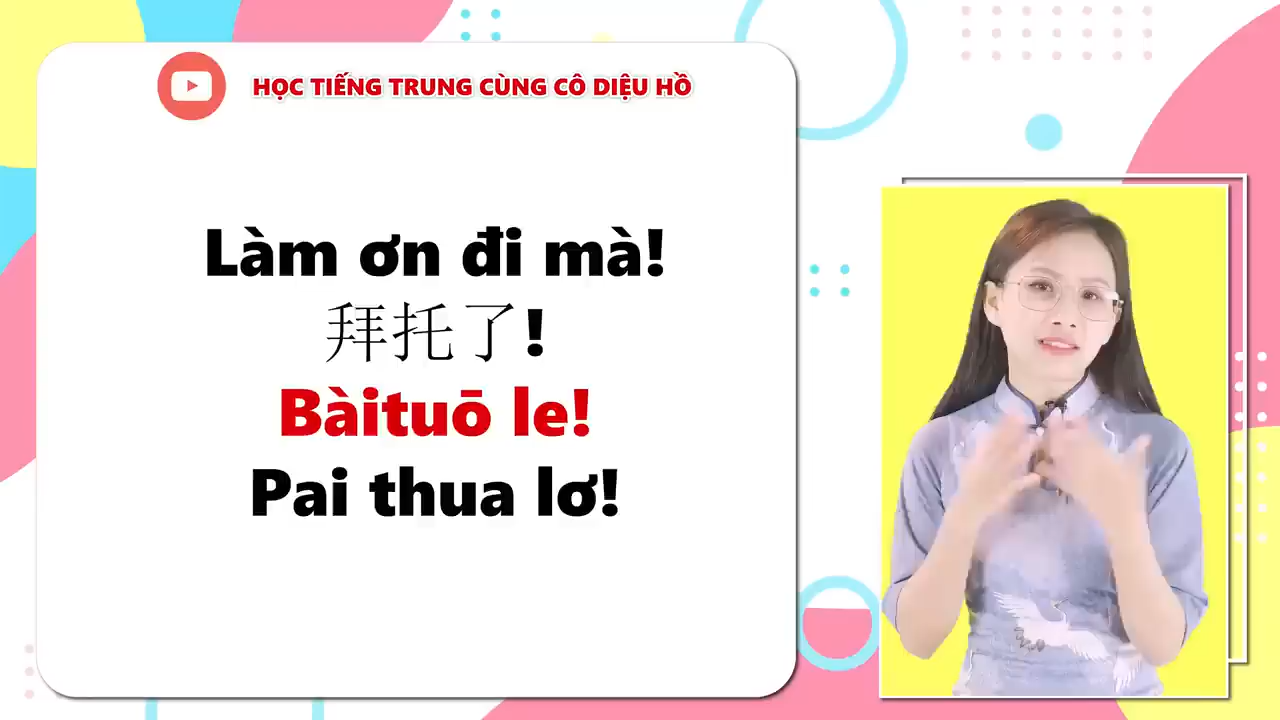 HỌC TIẾNG TRUNG CÙNG CÔ DIỆU HỒ
Làm ơn đi mà!
拜托了!
Bàituō le!
Pai thua lơ!